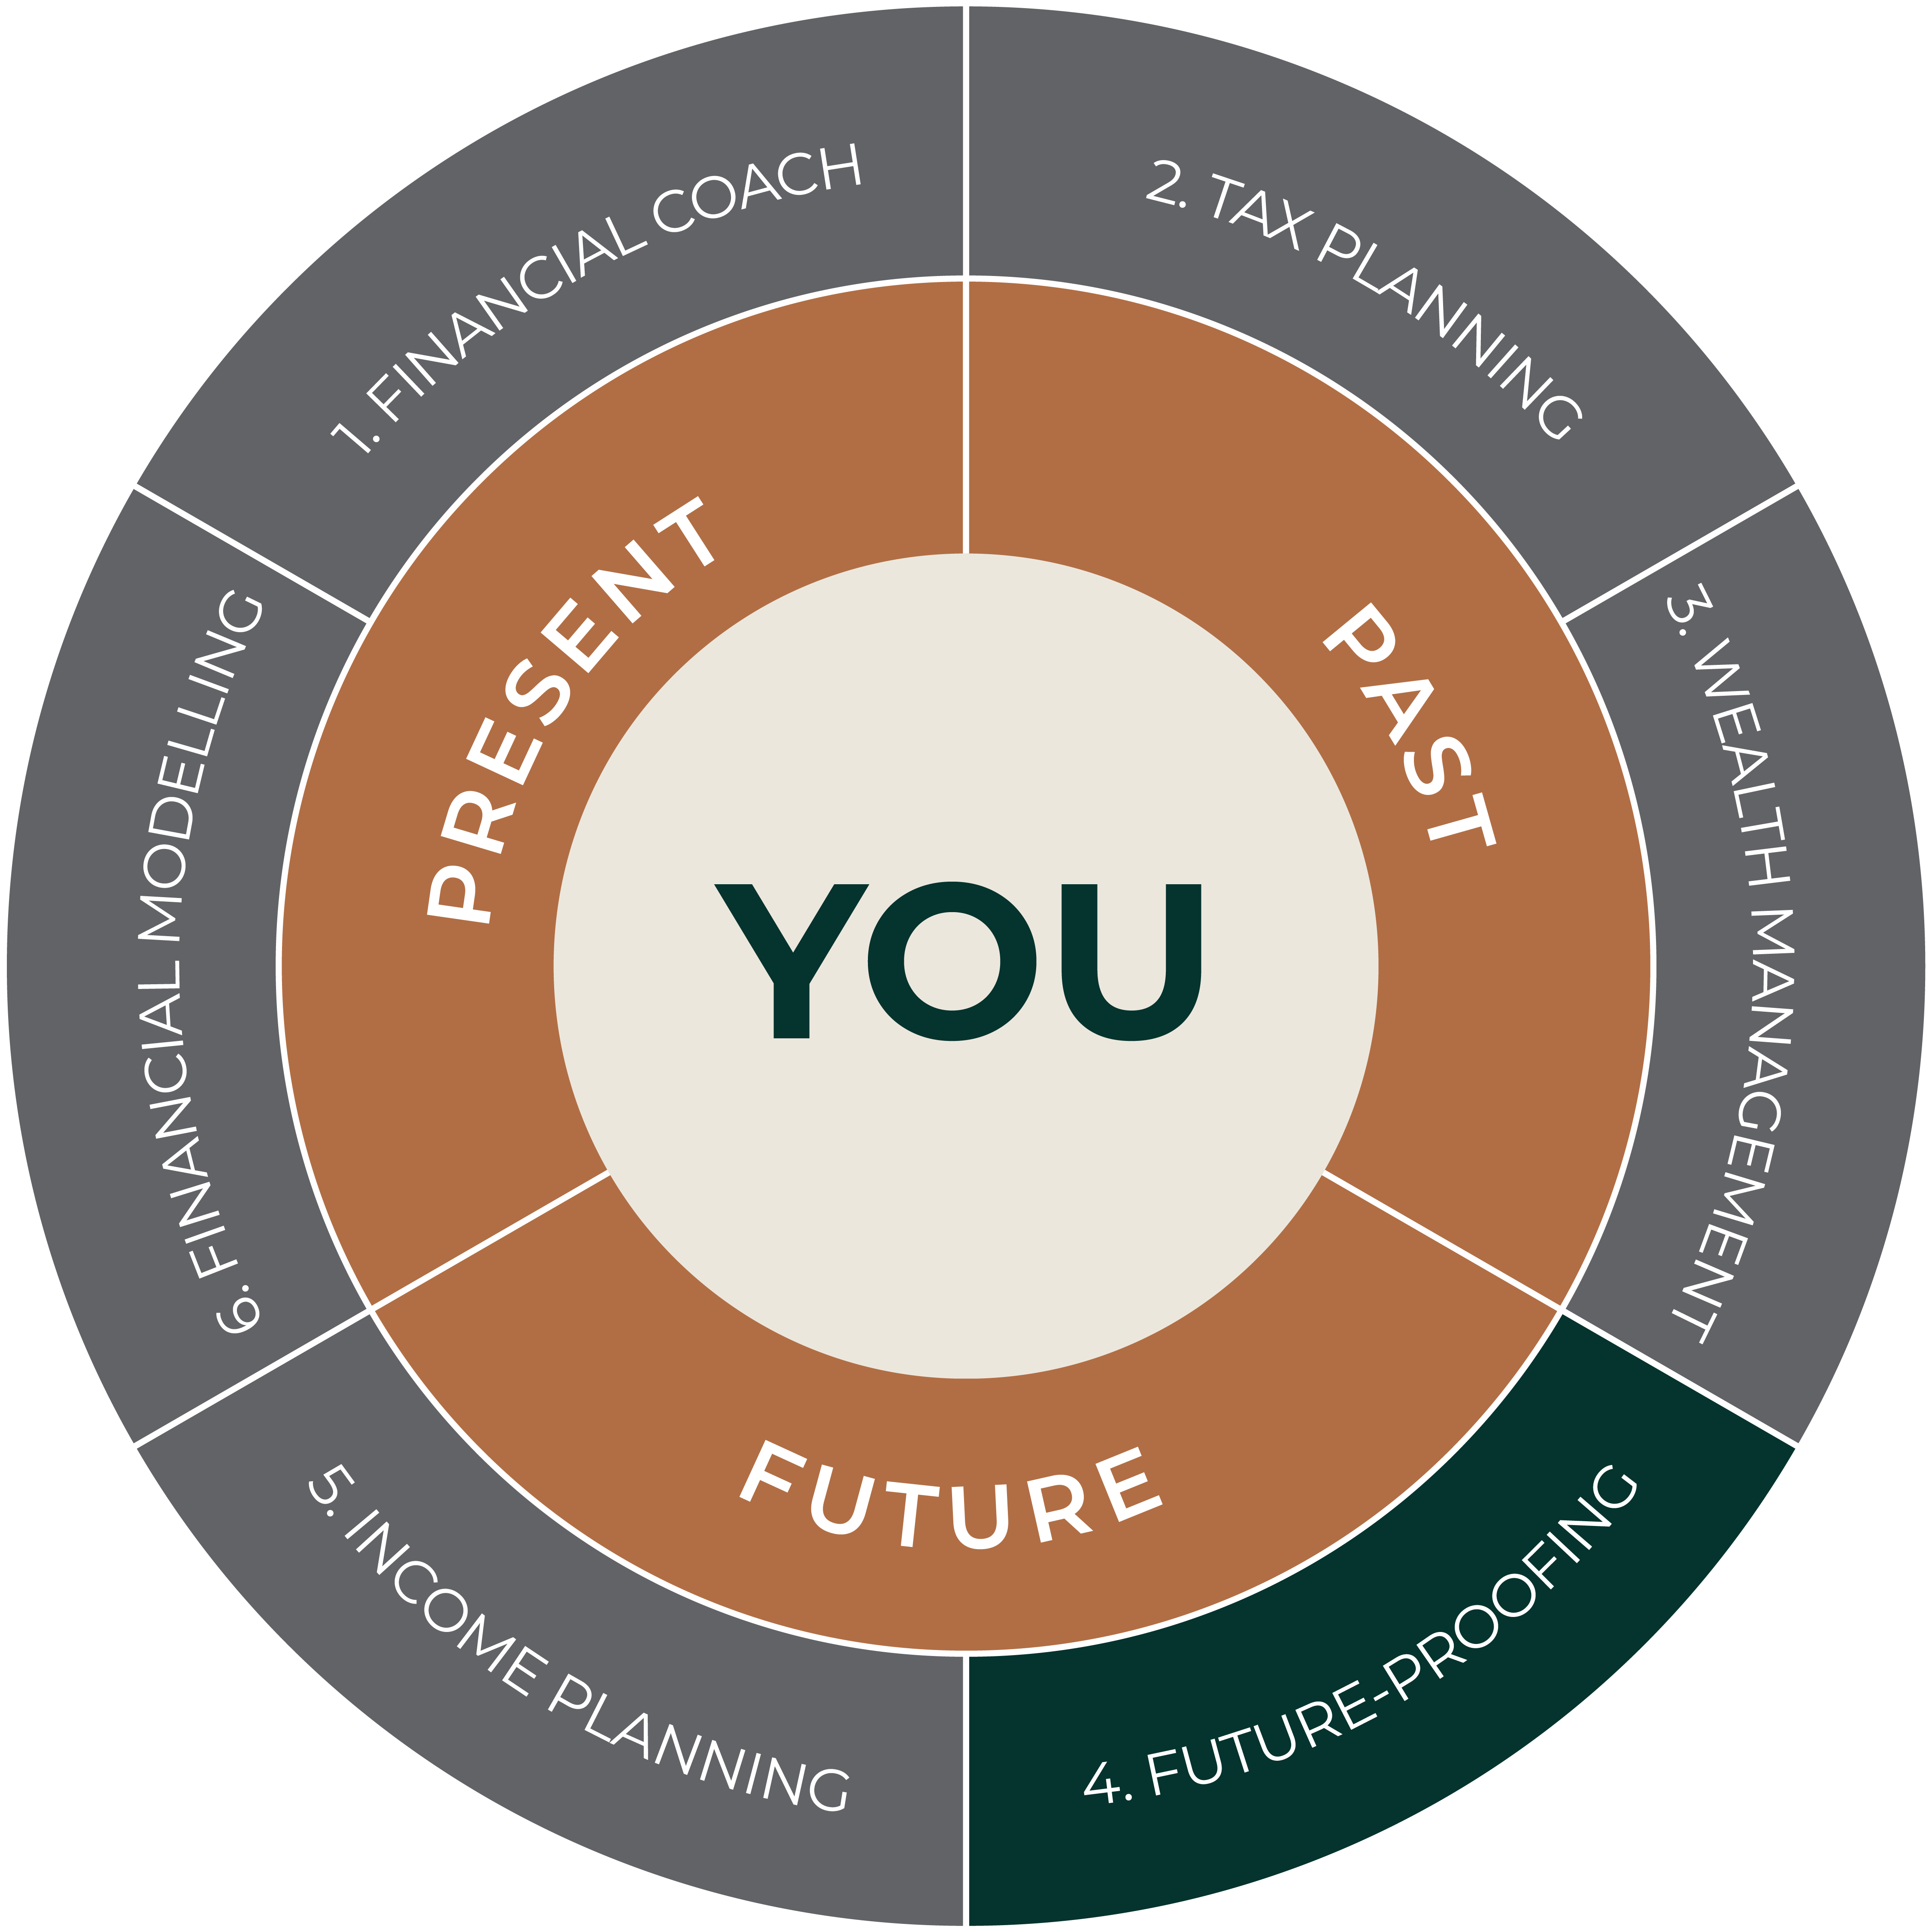 1. FINANCIAL COACH
2. TAX PLANNING
3. WEALTH MANAGEMENT
4. FUTURE-PROOFING
5. INCOME PLANNING
6. FINANCIAL MODELLING
PRESENT
PAST
FUTURE
YOU